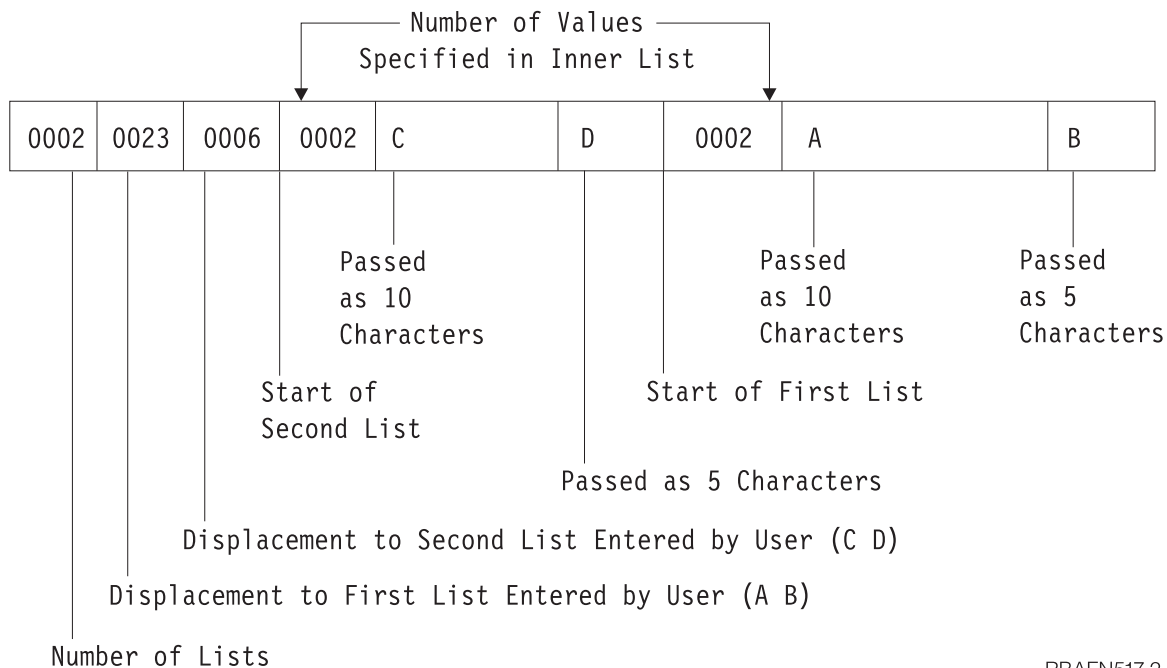 Number of Values
Specified in Inner List
0002 0023 0006 0002 C D 0002 A B
Passed
as 10
Characters
Passed
as 10
Characters
Passed
as 5
Characters
Start of
Second List
Start of First List
Passed as 5 Characters
Displacement to Second List Entered by User (C D)
Displacement to First List Entered by User (A B)
Number of Lists